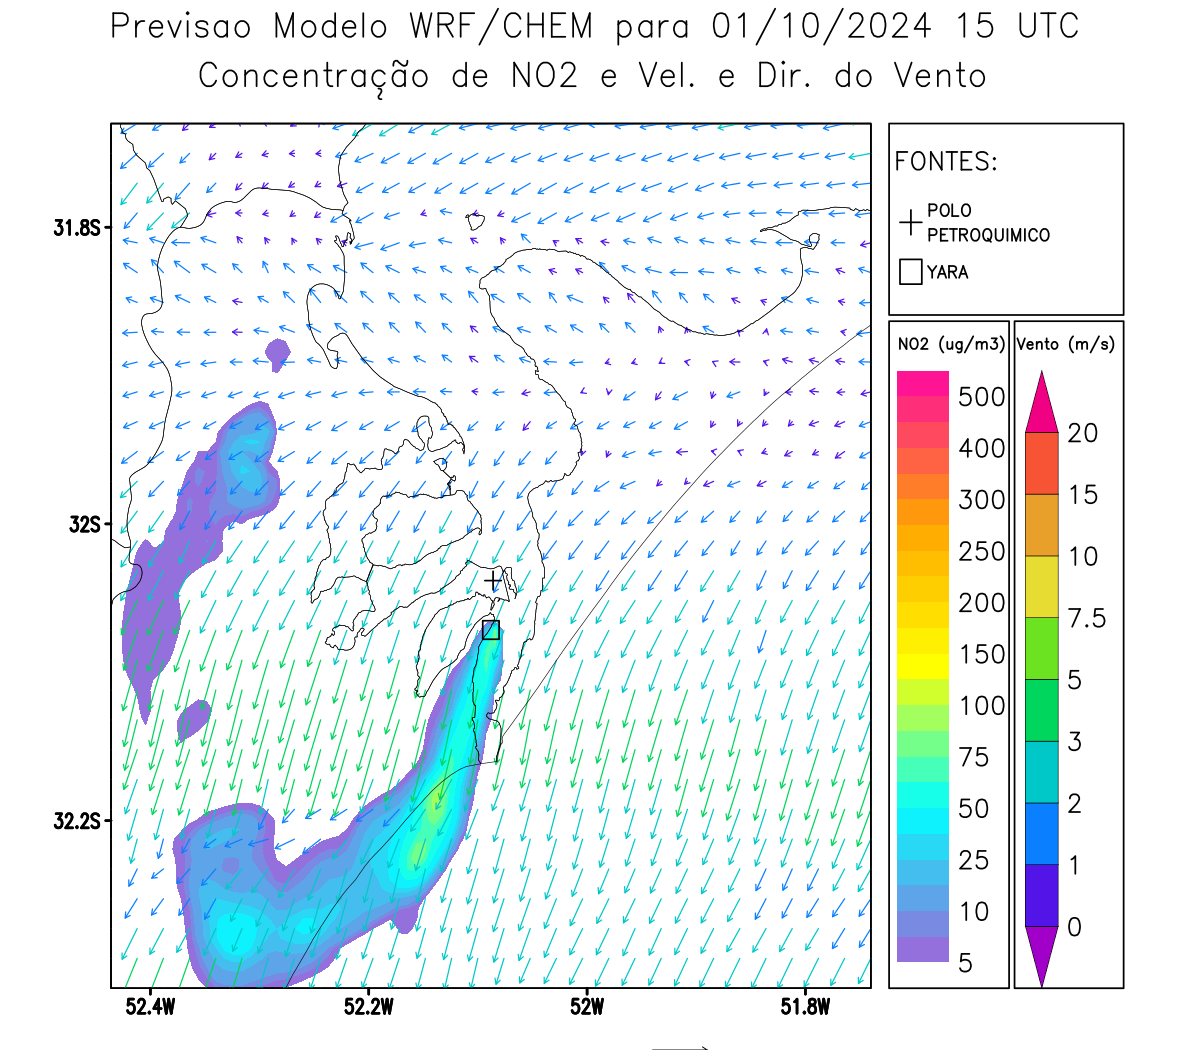 Previsao Modelo WRF/CHEM para 01/10/2024 15 UTC
Concentração de NO2 e Vel. e Dir. do Vento
FONTES:
POLO
PETROQUIMICO
YARA
NO2 (ug/m3)
500
400
300
250
200
150
100
75
50
25
10
5
Vento (m/s)
20
15
10
7.5
5
3
2
1
0
31.8S
32S
32.2S
52.4W 52.2W 52W 51.8W